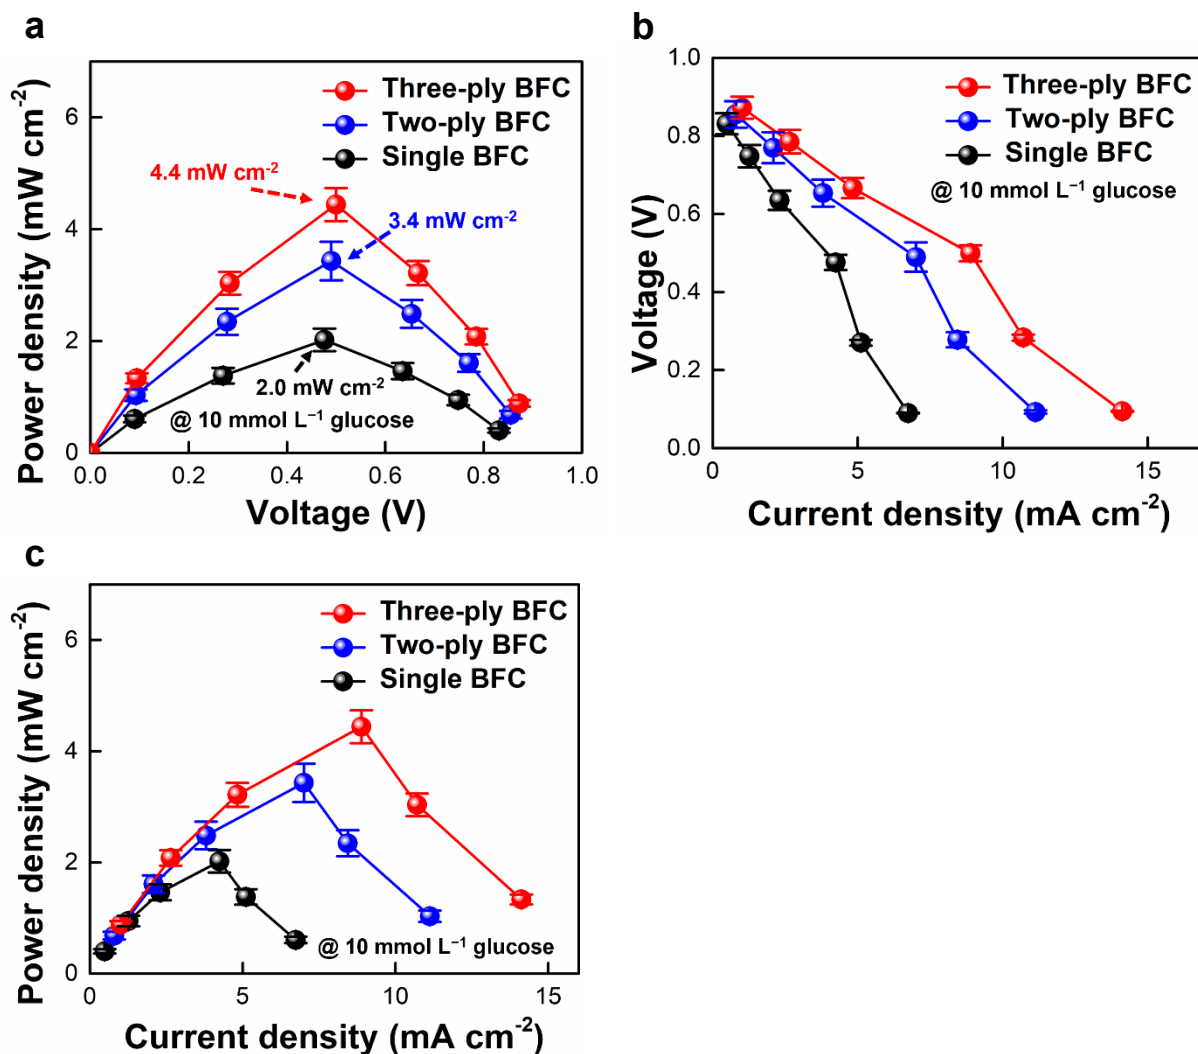 a
Power density (mW cm⁻²)
6
4
2
0
0.0 0.2 0.4 0.6 0.8 1.0
Voltage (V)
Three-ply BFC
Two-ply BFC
Single BFC
4.4 mW cm⁻²
3.4 mW cm⁻²
2.0 mW cm⁻²
@ 10 mmol L⁻¹ glucose
b
Voltage (V)
1.0
0.8
0.6
0.4
0.2
0.0
0 5 10 15
Current density (mA cm⁻²)
Three-ply BFC
Two-ply BFC
Single BFC
@ 10 mmol L⁻¹ glucose
c
Power density (mW cm⁻²)
6
4
2
0
0 5 10 15
Current density (mA cm⁻²)
Three-ply BFC
Two-ply BFC
Single BFC
@ 10 mmol L⁻¹ glucose